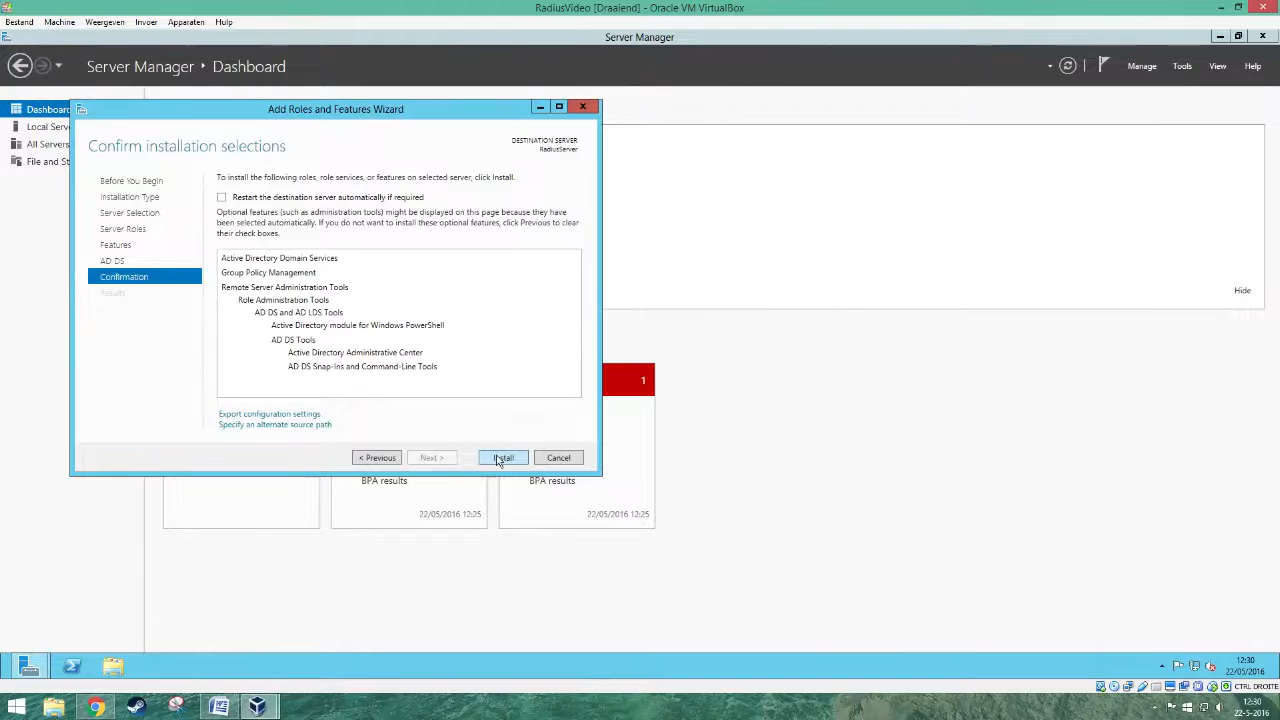 RadiusVideo [Draaiend] - Oracle VM VirtualBox
Bestand Machine Weergeven Invoer Apparaten Hulp
Server Manager
Server Manager ‣ Dashboard
Manage Tools View Help
Dashboard
Local Serv
All Servers
File and St
Add Roles and Features Wizard
Confirm installation selections
DESTINATION SERVER
RadiusServer
Before You Begin
Installation Type
Server Selection
Server Roles
Features
AD DS
Confirmation
Results
To install the following roles, role services, or features on selected server, click Install.
Restart the destination server automatically if required
Optional features (such as administration tools) might be displayed on this page because they have
been selected automatically. If you do not want to install these optional features, click Previous to clear
their check boxes.
Active Directory Domain Services
Group Policy Management
Remote Server Administration Tools
Role Administration Tools
AD DS and AD LDS Tools
Active Directory module for Windows PowerShell
AD DS Tools
Active Directory Administrative Center
AD DS Snap-Ins and Command-Line Tools
Export configuration settings
Specify an alternate source path
< Previous Next > Install Cancel
Hide
1
BPA results
22/05/2016 12:25
BPA results
22/05/2016 12:25
12:30
22/05/2016
CTRL DROITE
12:30
22-5-2016